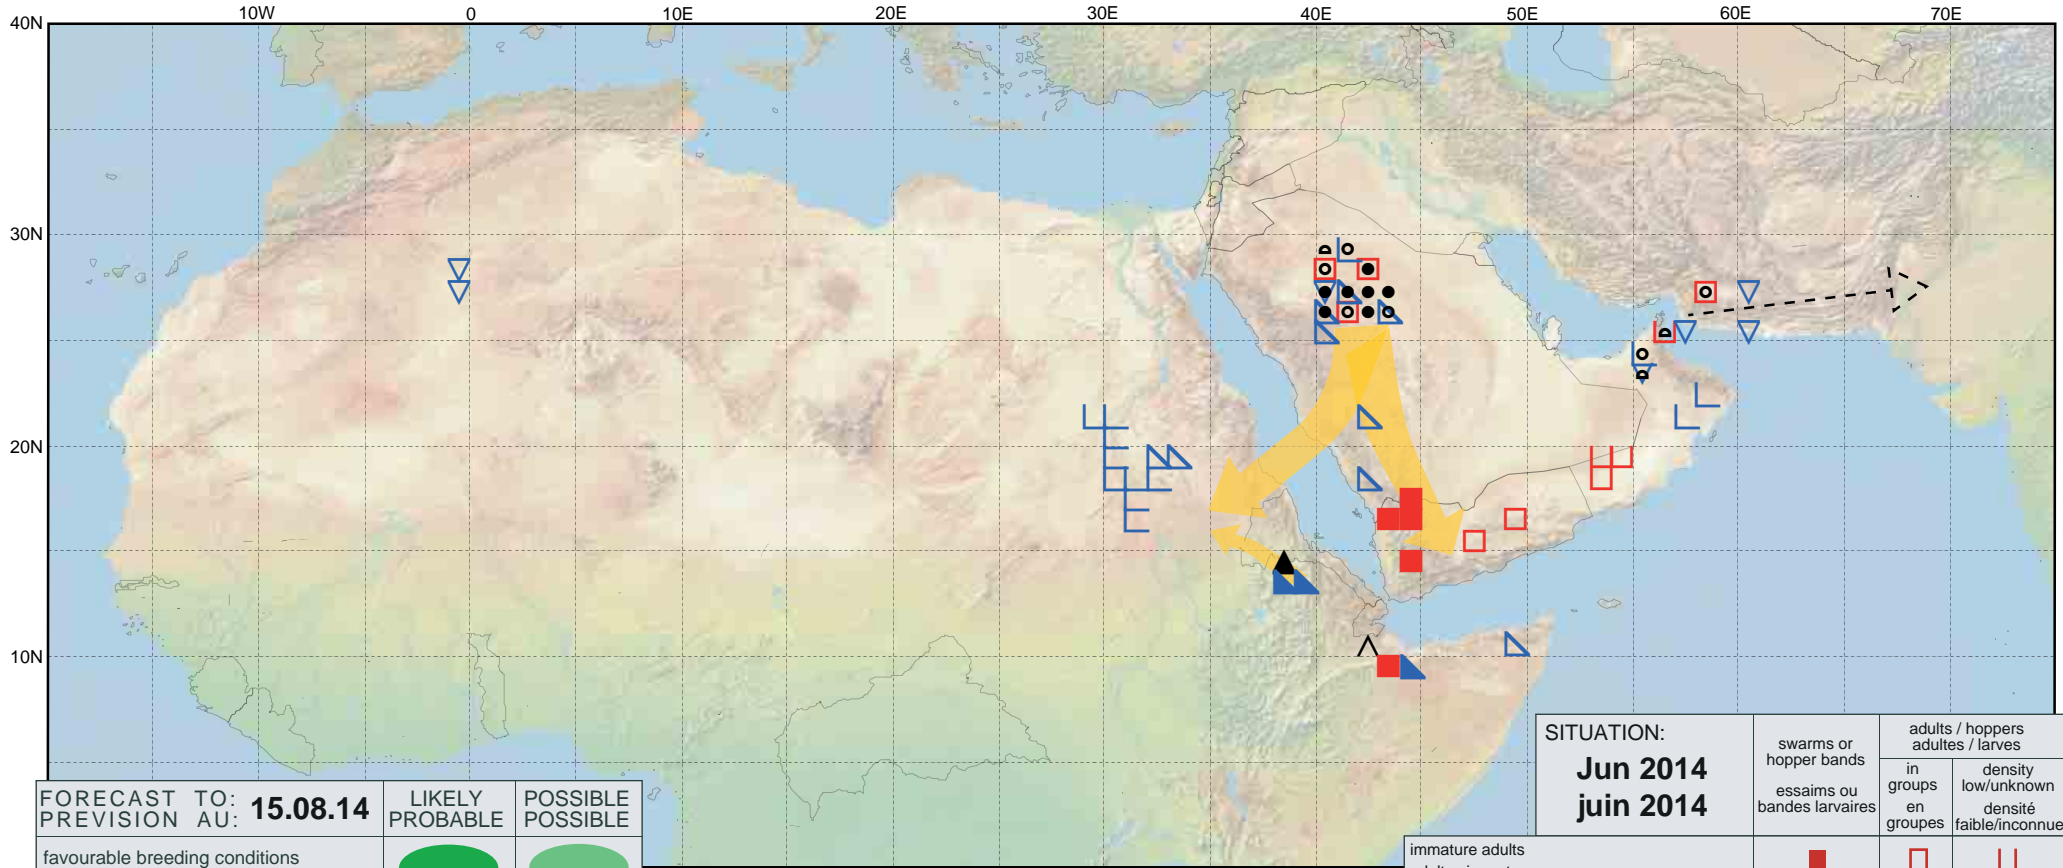 10W 0 10E 20E 30E 40E 50E 60E 70E
40N
30N
20N
10N
FORECAST TO:
PREVISION AU:
15.08.14
LIKELY
PROBABLE
POSSIBLE
POSSIBLE
favourable breeding conditions
SITUATION:
Jun 2014
juin 2014
swarms or
hopper bands
essaims ou
bandes larvaires
adults / hoppers
adultes / larves
in
groups
en
groupes
density
low/unknown
densité
faible/inconnue
immature adults